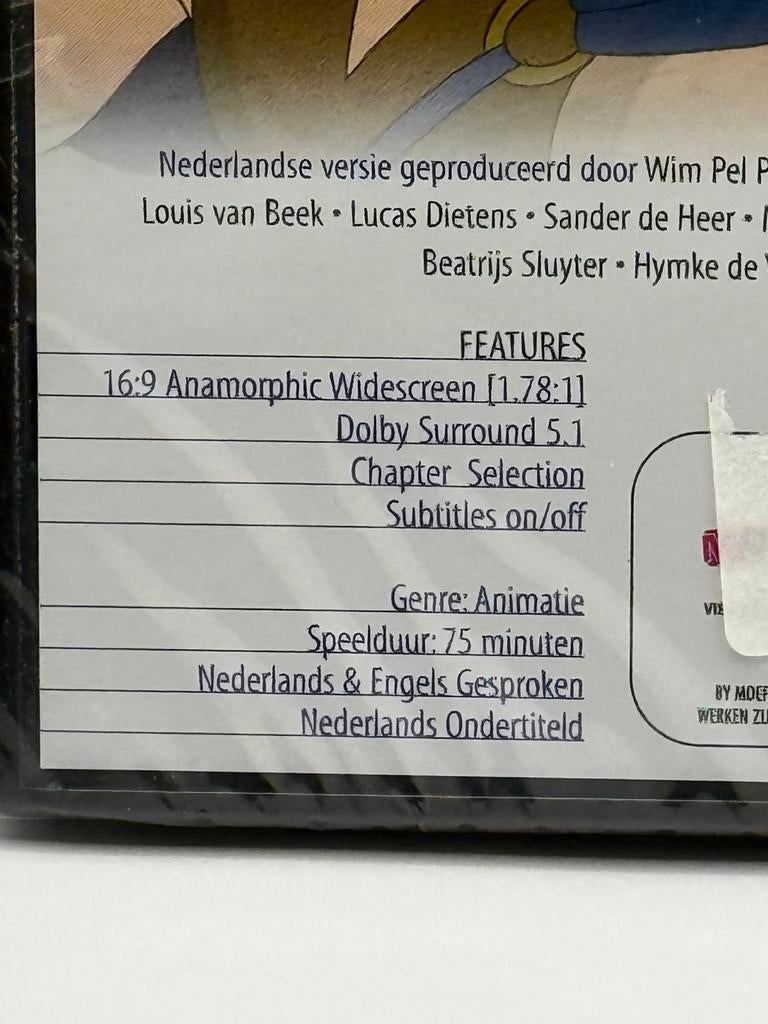 Nederlandse versie geproduceerd door Wim Pel
Louis van Beek • Lucas Dietens • Sander de Heer •
Beatrijs Sluyter • Hymke de
FEATURES
16:9 Anamorphic Widescreen [1.78:1]
Dolby Surround 5.1
Chapter Selection
Subtitles on/off
Genre: Animatie
Speelduur: 75 minuten
Nederlands & Engels Gesproken
Nederlands Ondertiteld
BY
WERKEN